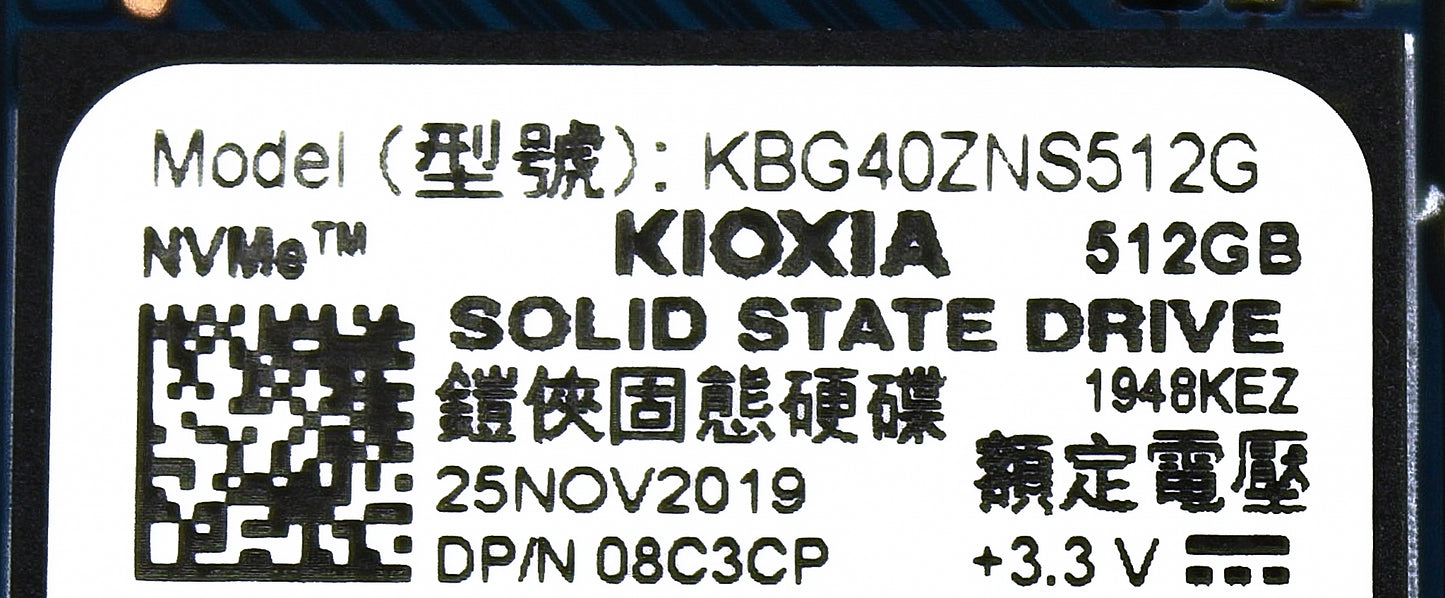 Model (型號): KBG40ZNS512G
NVMe™ KIOXIA 512GB
SOLID STATE DRIVE
鎧俠固態硬碟 1948KEZ
25NOV2019 額定電壓
DP/N 08C3CP +3.3 V ⎓